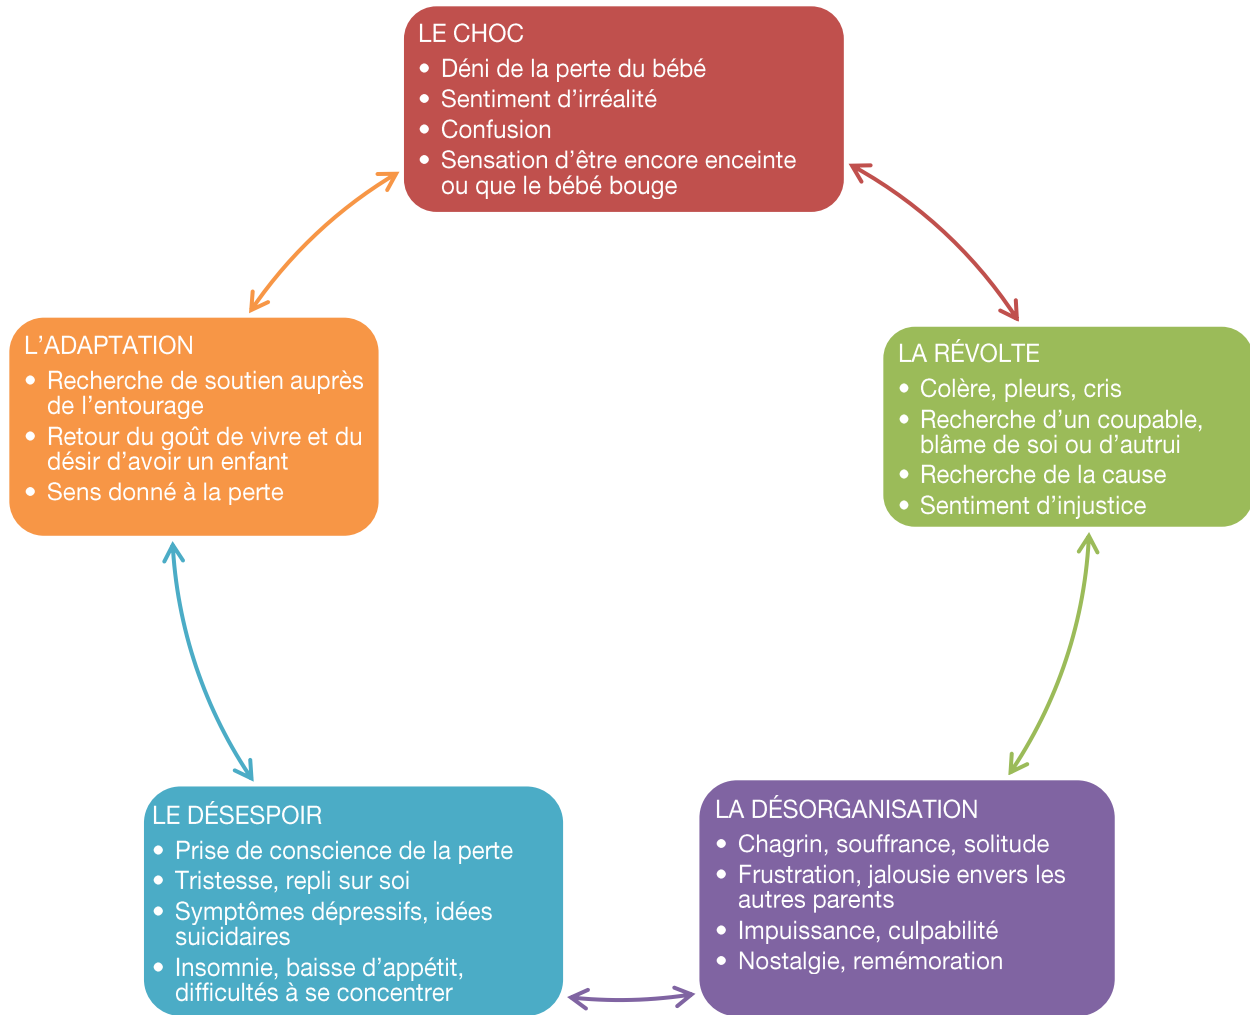 LE CHOC
• Déni de la perte du bébé
• Sentiment d’irréalité
• Confusion
• Sensation d’être encore enceinte
ou que le bébé bouge
L’ADAPTATION
• Recherche de soutien auprès
de l’entourage
• Retour du goût de vivre et du
désir d’avoir un enfant
• Sens donné à la perte
LA RÉVOLTE
• Colère, pleurs, cris
• Recherche d’un coupable,
blâme de soi ou d’autrui
• Recherche de la cause
• Sentiment d’injustice
LE DÉSESPOIR
• Prise de conscience de la perte
• Tristesse, repli sur soi
• Symptômes dépressifs, idées
suicidaires
• Insomnie, baisse d’appétit,
difficultés à se concentrer
LA DÉSORGANISATION
• Chagrin, souffrance, solitude
• Frustration, jalousie envers les
autres parents
• Impuissance, culpabilité
• Nostalgie, remémoration